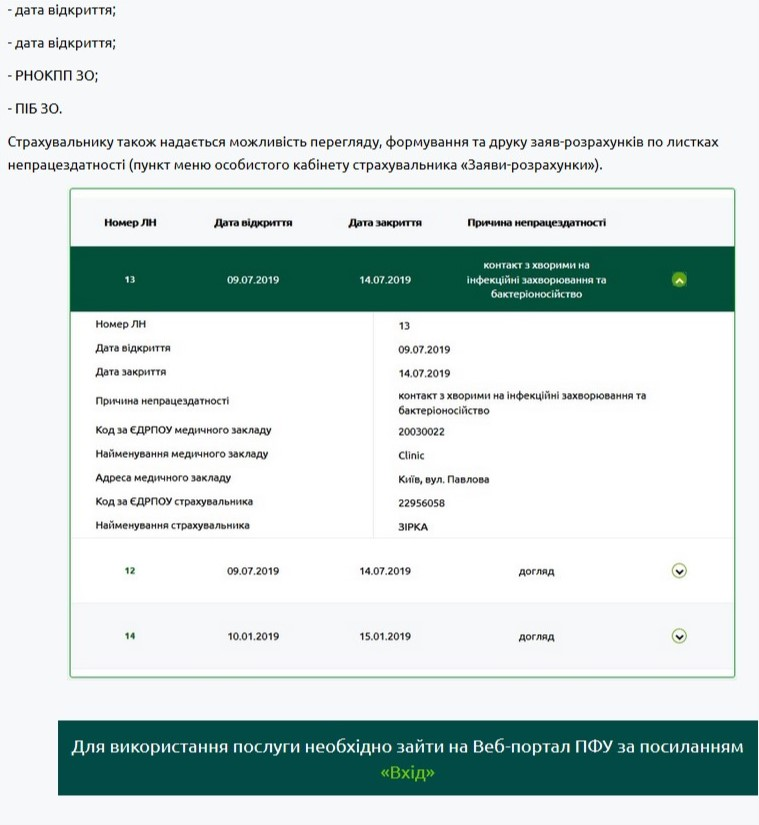 - дата відкриття;
- дата відкриття;
- РНОКПП ЗО;
- ПІБ ЗО.
Страхувальнику також надається можливість перегляду, формування та друку заяв-розрахунків по листках
непрацездатності (пункт меню особистого кабінету страхувальника «Заяви-розрахунки»).
Номер ЛН Дата відкриття Дата закриття Причина непрацездатності
13 09.07.2019 14.07.2019 контакт з хворими на
інфекційні захворювання та
бактеріоносійство
Номер ЛН 13
Дата відкриття 09.07.2019
Дата закриття 14.07.2019
Причина непрацездатності контакт з хворими на інфекційні захворювання та
бактеріоносійство
Код за ЄДРПОУ медичного закладу 20030022
Найменування медичного закладу Clinic
Адреса медичного закладу Київ, вул. Павлова
Код за ЄДРПОУ страхувальника 22956058
Найменування страхувальника ЗІРКА
12 09.07.2019 14.07.2019 догляд
14 10.01.2019 15.01.2019 догляд
Для використання послуги необхідно зайти на Веб-портал ПФУ за посиланням
«Вхід»